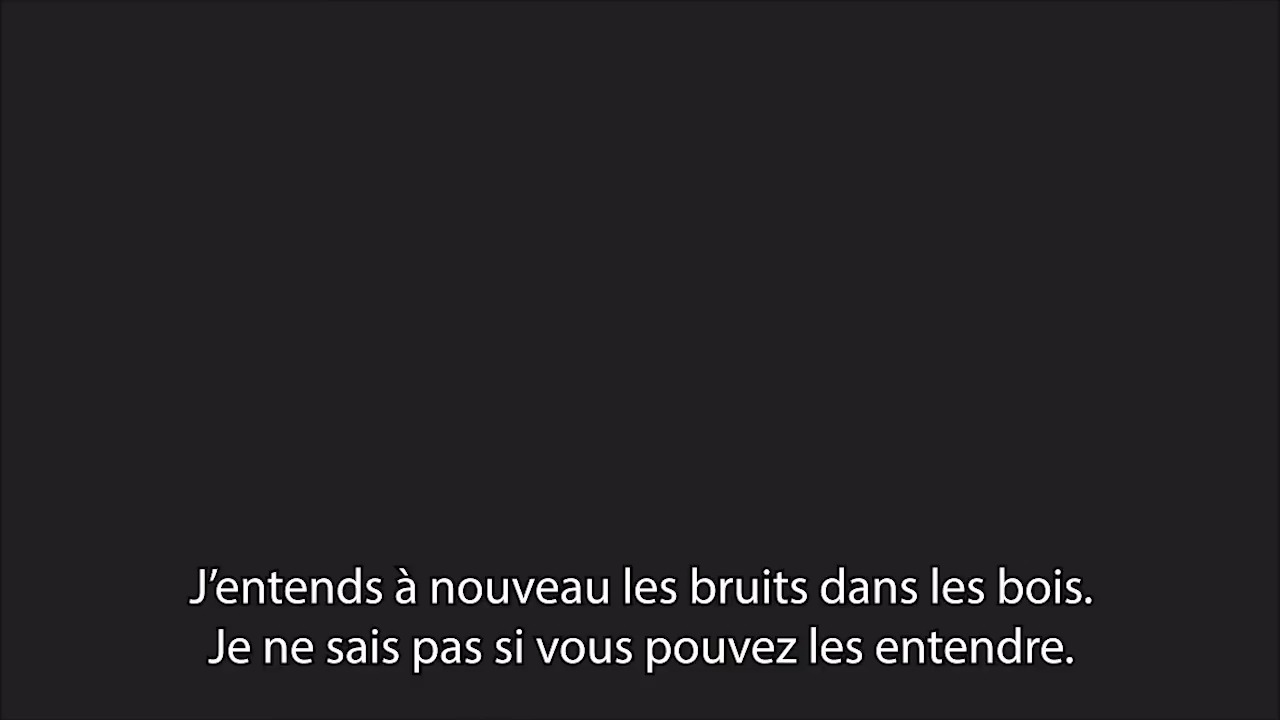 J’entends à nouveau les bruits dans les bois.
Je ne sais pas si vous pouvez les entendre.